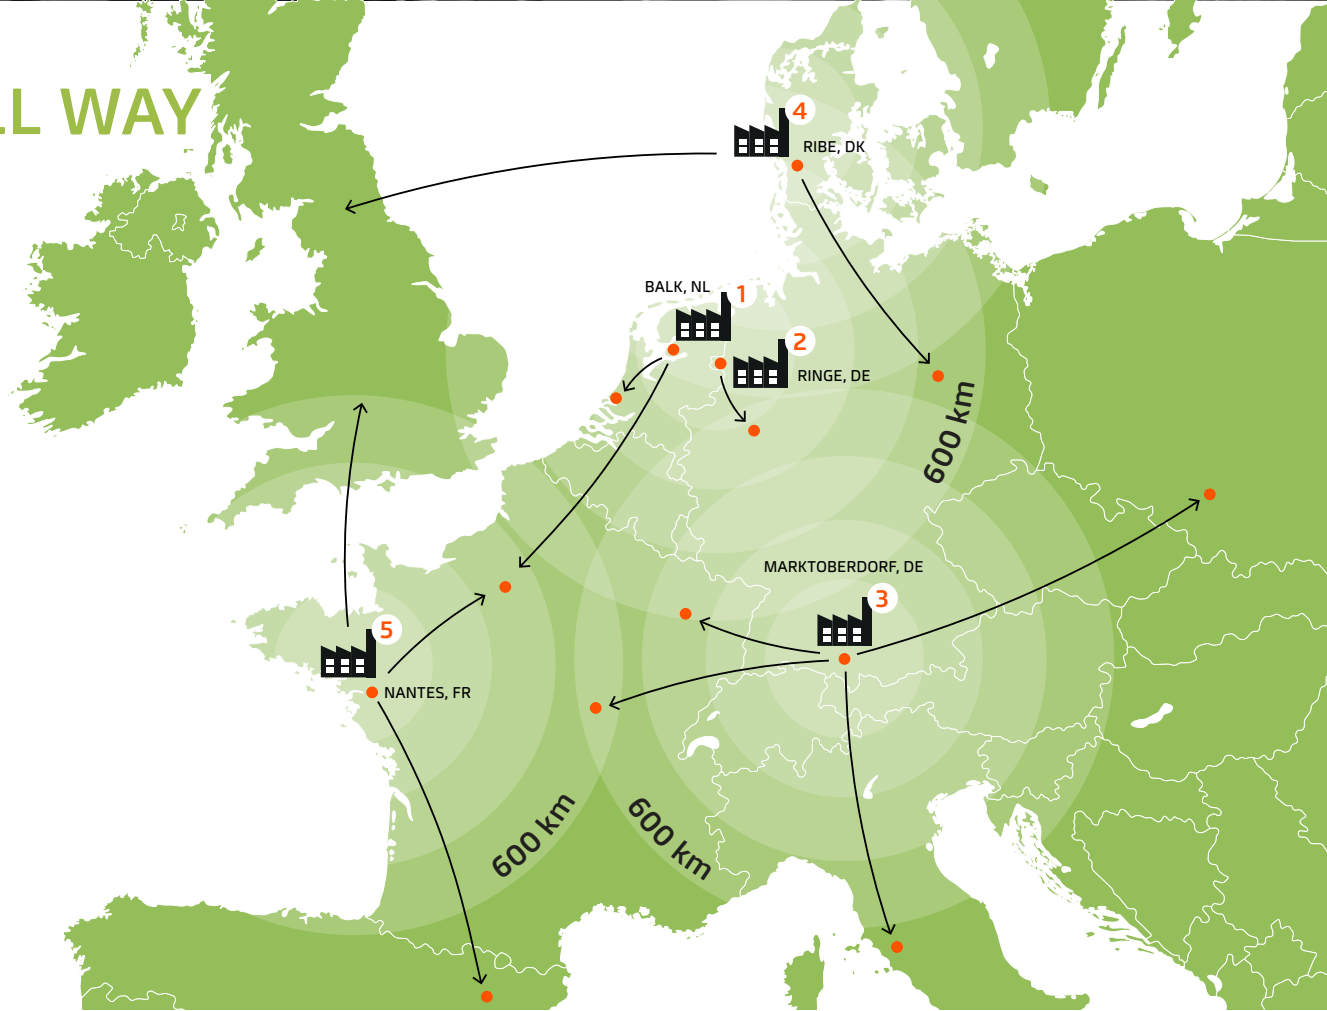 LL WAY
4
RIBE, DK
BALK, NL
1
2
RINGE, DE
600 km
MARKTOBERDORF, DE
3
5
NANTES, FR
600 km
600 km